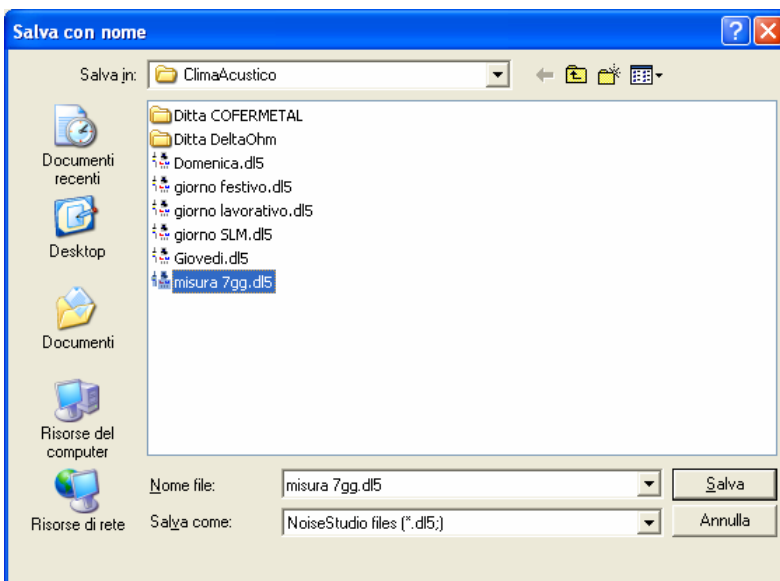 Salva con nome
Salva in:
ClimaAcustico
Documenti
recenti
Desktop
Documenti
Risorse del
computer
Risorse di rete
Ditta COFERMETAL
Ditta DeltaOhm
Domenica.dl5
giorno festivo.dl5
giorno lavorativo.dl5
giorno SLM.dl5
Giovedi.dl5
misura 7gg.dl5
Nome file:
misura 7gg.dl5
Salva
Salva come:
NoiseStudio files (*.dl5;)
Annulla